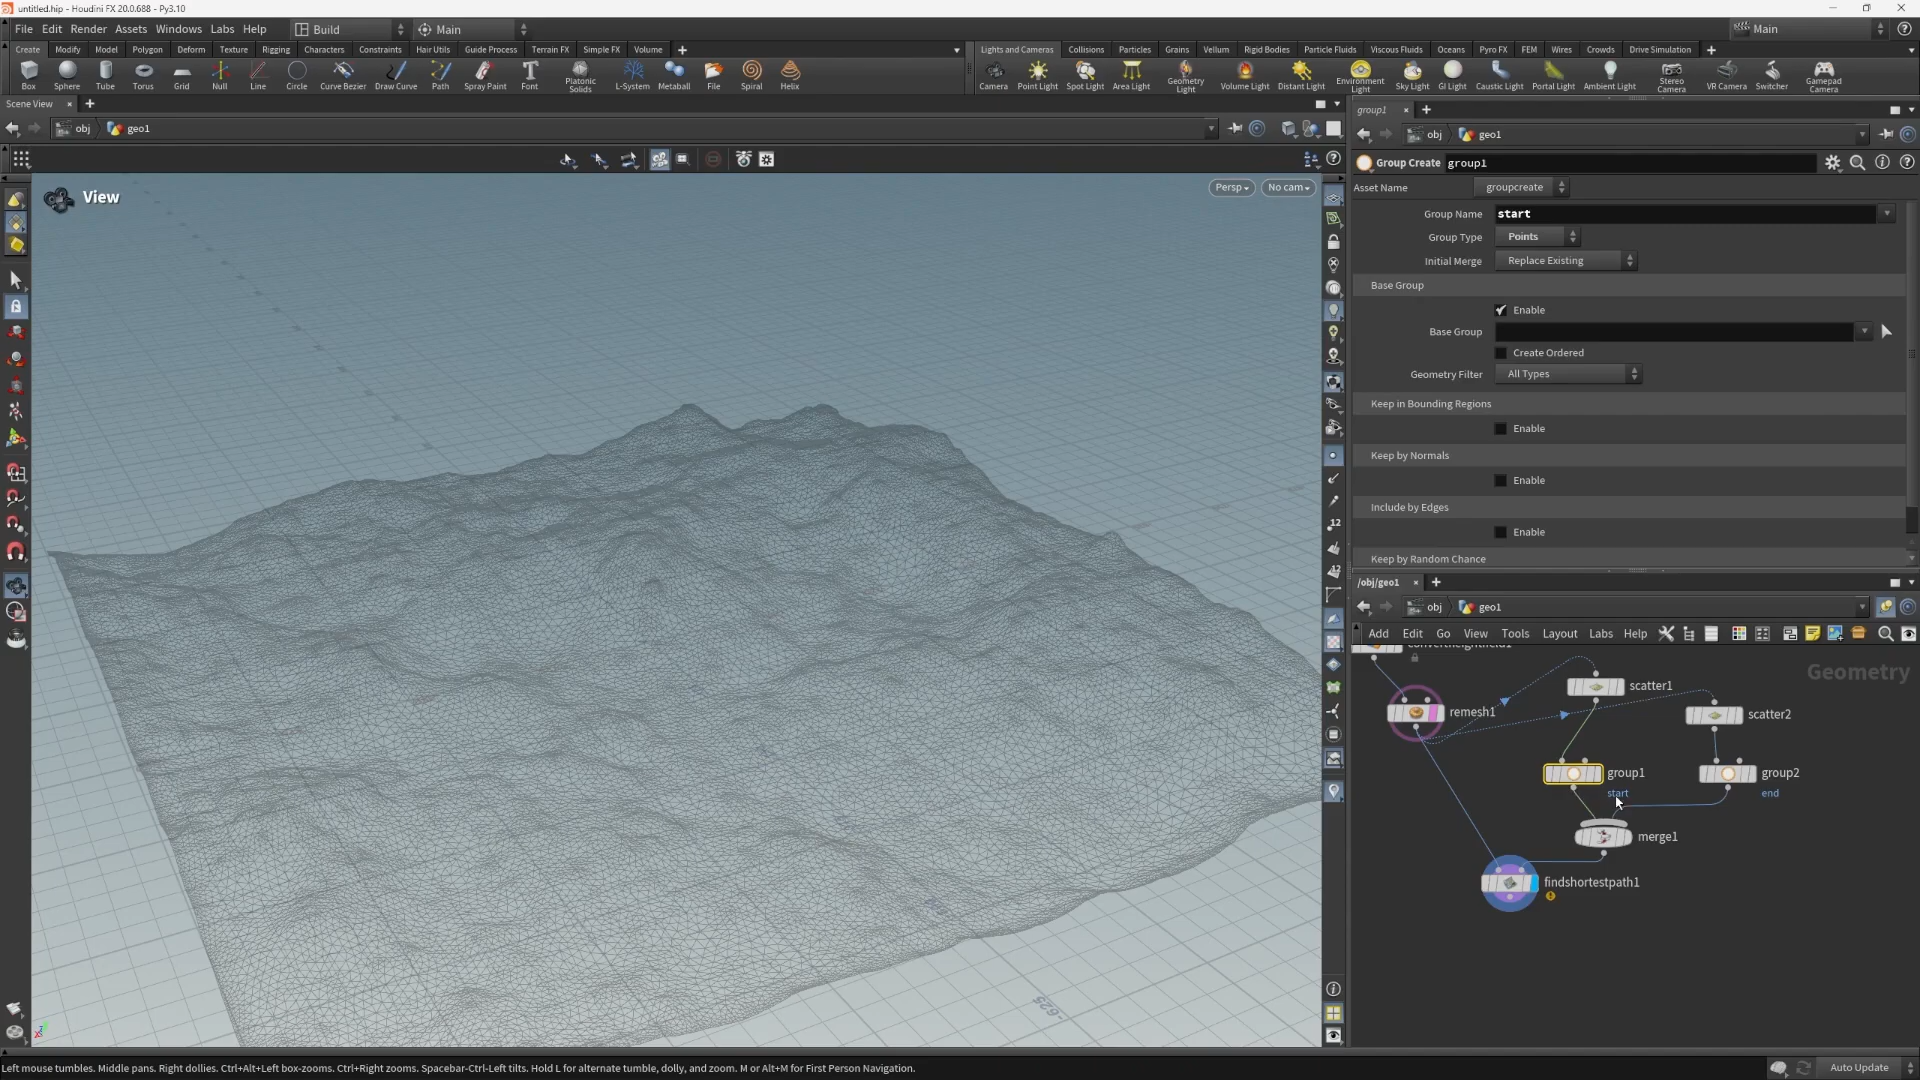 untitled.hip - Houdini FX 20.0.688 - Py3.10
File Edit Render Assets Windows Labs Help Build Main Main
Create Modify Model Polygon Deform Texture Rigging Characters Constraints Hair Utils Guide Process Terrain FX Simple FX Volume
Lights and Cameras Collisions Particles Grains Vellum Rigid Bodies Particle Fluids Viscous Fluids Oceans Pyro FX FEM Wires Crowds Drive Simulation
Box Sphere Tube Torus Grid Null Line Circle Curve Bezier Draw Curve Path Spray Paint Font Platonic Solids L-System Metaball File Spiral Helix
Camera Point Light Spot Light Area Light Geometry Light Volume Light Distant Light Environment Light Sky Light GI Light Caustic Light Portal Light Ambient Light Stereo Camera VR Camera Switcher Gamepad Camera
Scene View
obj geo1
View
Persp
No cam
group1
obj geo1
Group Create group1
Asset Name groupcreate
Group Name start
Group Type Points
Initial Merge Replace Existing
Base Group
Enable
Base Group
Create Ordered
Geometry Filter All Types
Keep in Bounding Regions
Enable
Keep by Normals
Enable
Include by Edges
Enable
Keep by Random Chance
/obj/geo1
obj geo1
Add Edit Go View Tools Layout Labs Help
Geometry
convertheightfield1
scatter1
remesh1
scatter2
group1
start
group2
end
merge1
findshortestpath1
-625
12
12
Left mouse tumbles. Middle pans. Right dollies. Ctrl+Alt+Left box-zooms. Ctrl+Right zooms. Spacebar-Ctrl-Left tilts. Hold L for alternate tumble, dolly, and zoom. M or Alt+M for First Person Navigation.
Auto Update